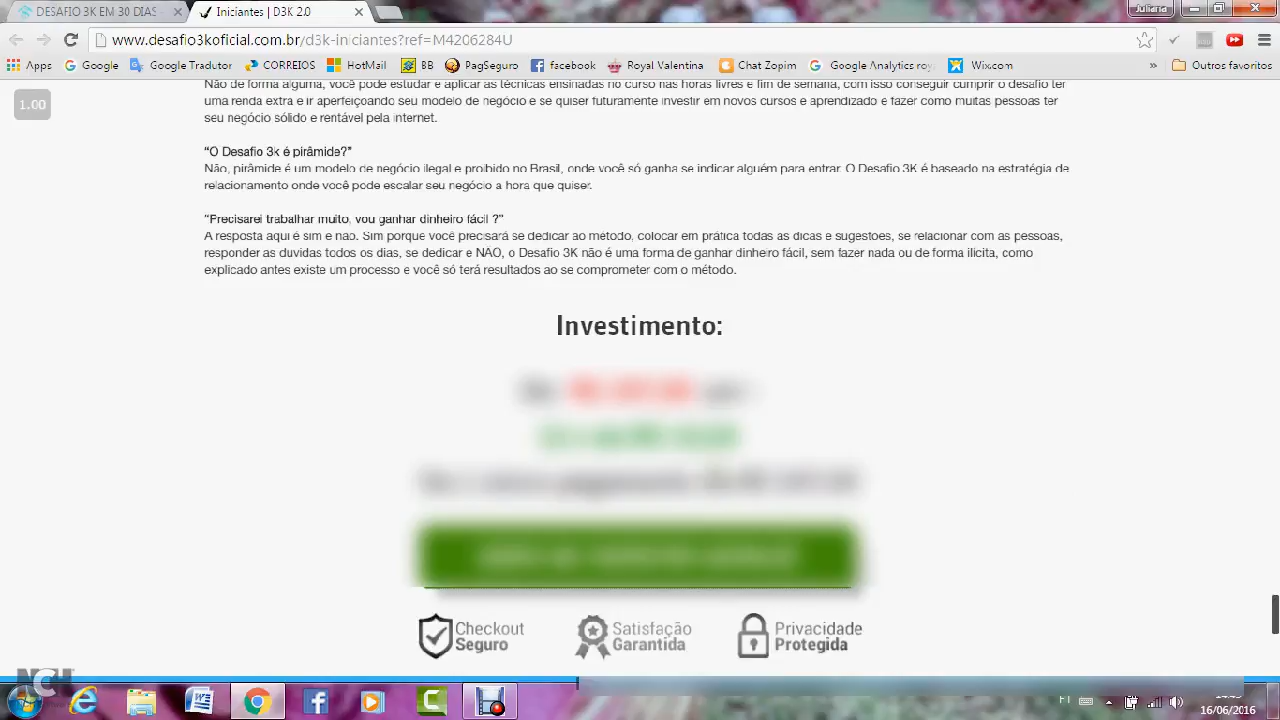 DESAFIO 3K EM 30 DIAS -
Iniciantes | D3K 2.0
Juliana
www.desafio3koficial.com.br/d3k-iniciantes?ref=M4206284U
Apps Google Google Tradutor CORREIOS HotMail BB PagSeguro facebook Royal Valentina Chat Zopim Google Analytics roy Wix.com » Outros favoritos
1.00
Não de forma alguma, você pode estudar e aplicar as técnicas ensinadas no curso nas horas livres e fim de semana, com isso conseguir cumprir o desafio ter
uma renda extra e ir aperfeiçoando seu modelo de negócio e se quiser futuramente investir em novos cursos e aprendizado e fazer como muitas pessoas ter
seu negócio sólido e rentável pela internet.
“O Desafio 3k é pirâmide?”
Não, pirâmide é um modelo de negócio ilegal e proibido no Brasil, onde você só ganha se indicar alguém para entrar. O Desafio 3K é baseado na estratégia de
relacionamento onde você pode escalar seu negócio a hora que quiser.
“Precisarei trabalhar muito, vou ganhar dinheiro fácil ?”
A resposta aqui é sim e não. Sim porque você precisará se dedicar ao método, colocar em prática todas as dicas e sugestões, se relacionar com as pessoas,
responder as duvidas todos os dias, se dedicar e NÃO, o Desafio 3K não é uma forma de ganhar dinheiro fácil, sem fazer nada ou de forma ilícita, como
explicado antes existe um processo e você só terá resultados ao se comprometer com o método.
Investimento:
Checkout Seguro
Satisfação Garantida
Privacidade Protegida
NCH
PT
16/06/2016